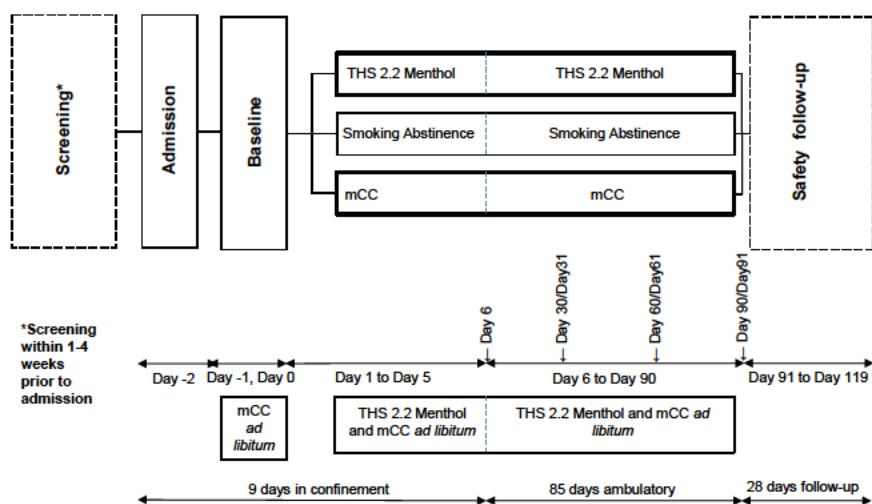 Screening*
Admission
Baseline
THS 2.2 Menthol
THS 2.2 Menthol
Smoking Abstinence
Smoking Abstinence
mCC
mCC
Safety follow-up
*Screening
within 1-4
weeks
prior to
admission
Day 6
Day 30/Day31
Day 60/Day61
Day 90/Day91
Day -2
Day -1, Day 0
Day 1 to Day 5
Day 6 to Day 90
Day 91 to Day 119
mCC
ad
libitum
THS 2.2 Menthol
and mCC ad libitum
THS 2.2 Menthol and mCC ad
libitum
9 days in confinement
85 days ambulatory
28 days follow-up